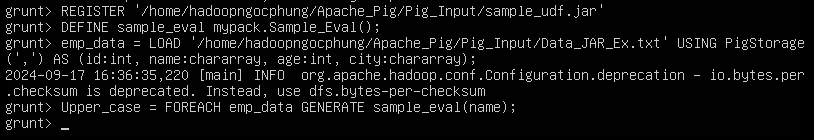 grunt> REGISTER '/home/hadoopngocphung/Apache_Pig/Pig_Input/sample_udf.jar'
grunt> DEFINE sample_eval mypack.Sample_Eval();
grunt> emp_data = LOAD '/home/hadoopngocphung/Apache_Pig/Pig_Input/Data_JAR_Ex.txt' USING PigStorage
(',') AS (id:int, name:chararray, age:int, city:chararray);
2024-09-17 16:36:35,220 [main] INFO  org.apache.hadoop.conf.Configuration.deprecation - io.bytes.per
.checksum is deprecated. Instead, use dfs.bytes-per-checksum
grunt> Upper_case = FOREACH emp_data GENERATE sample_eval(name);
grunt> _